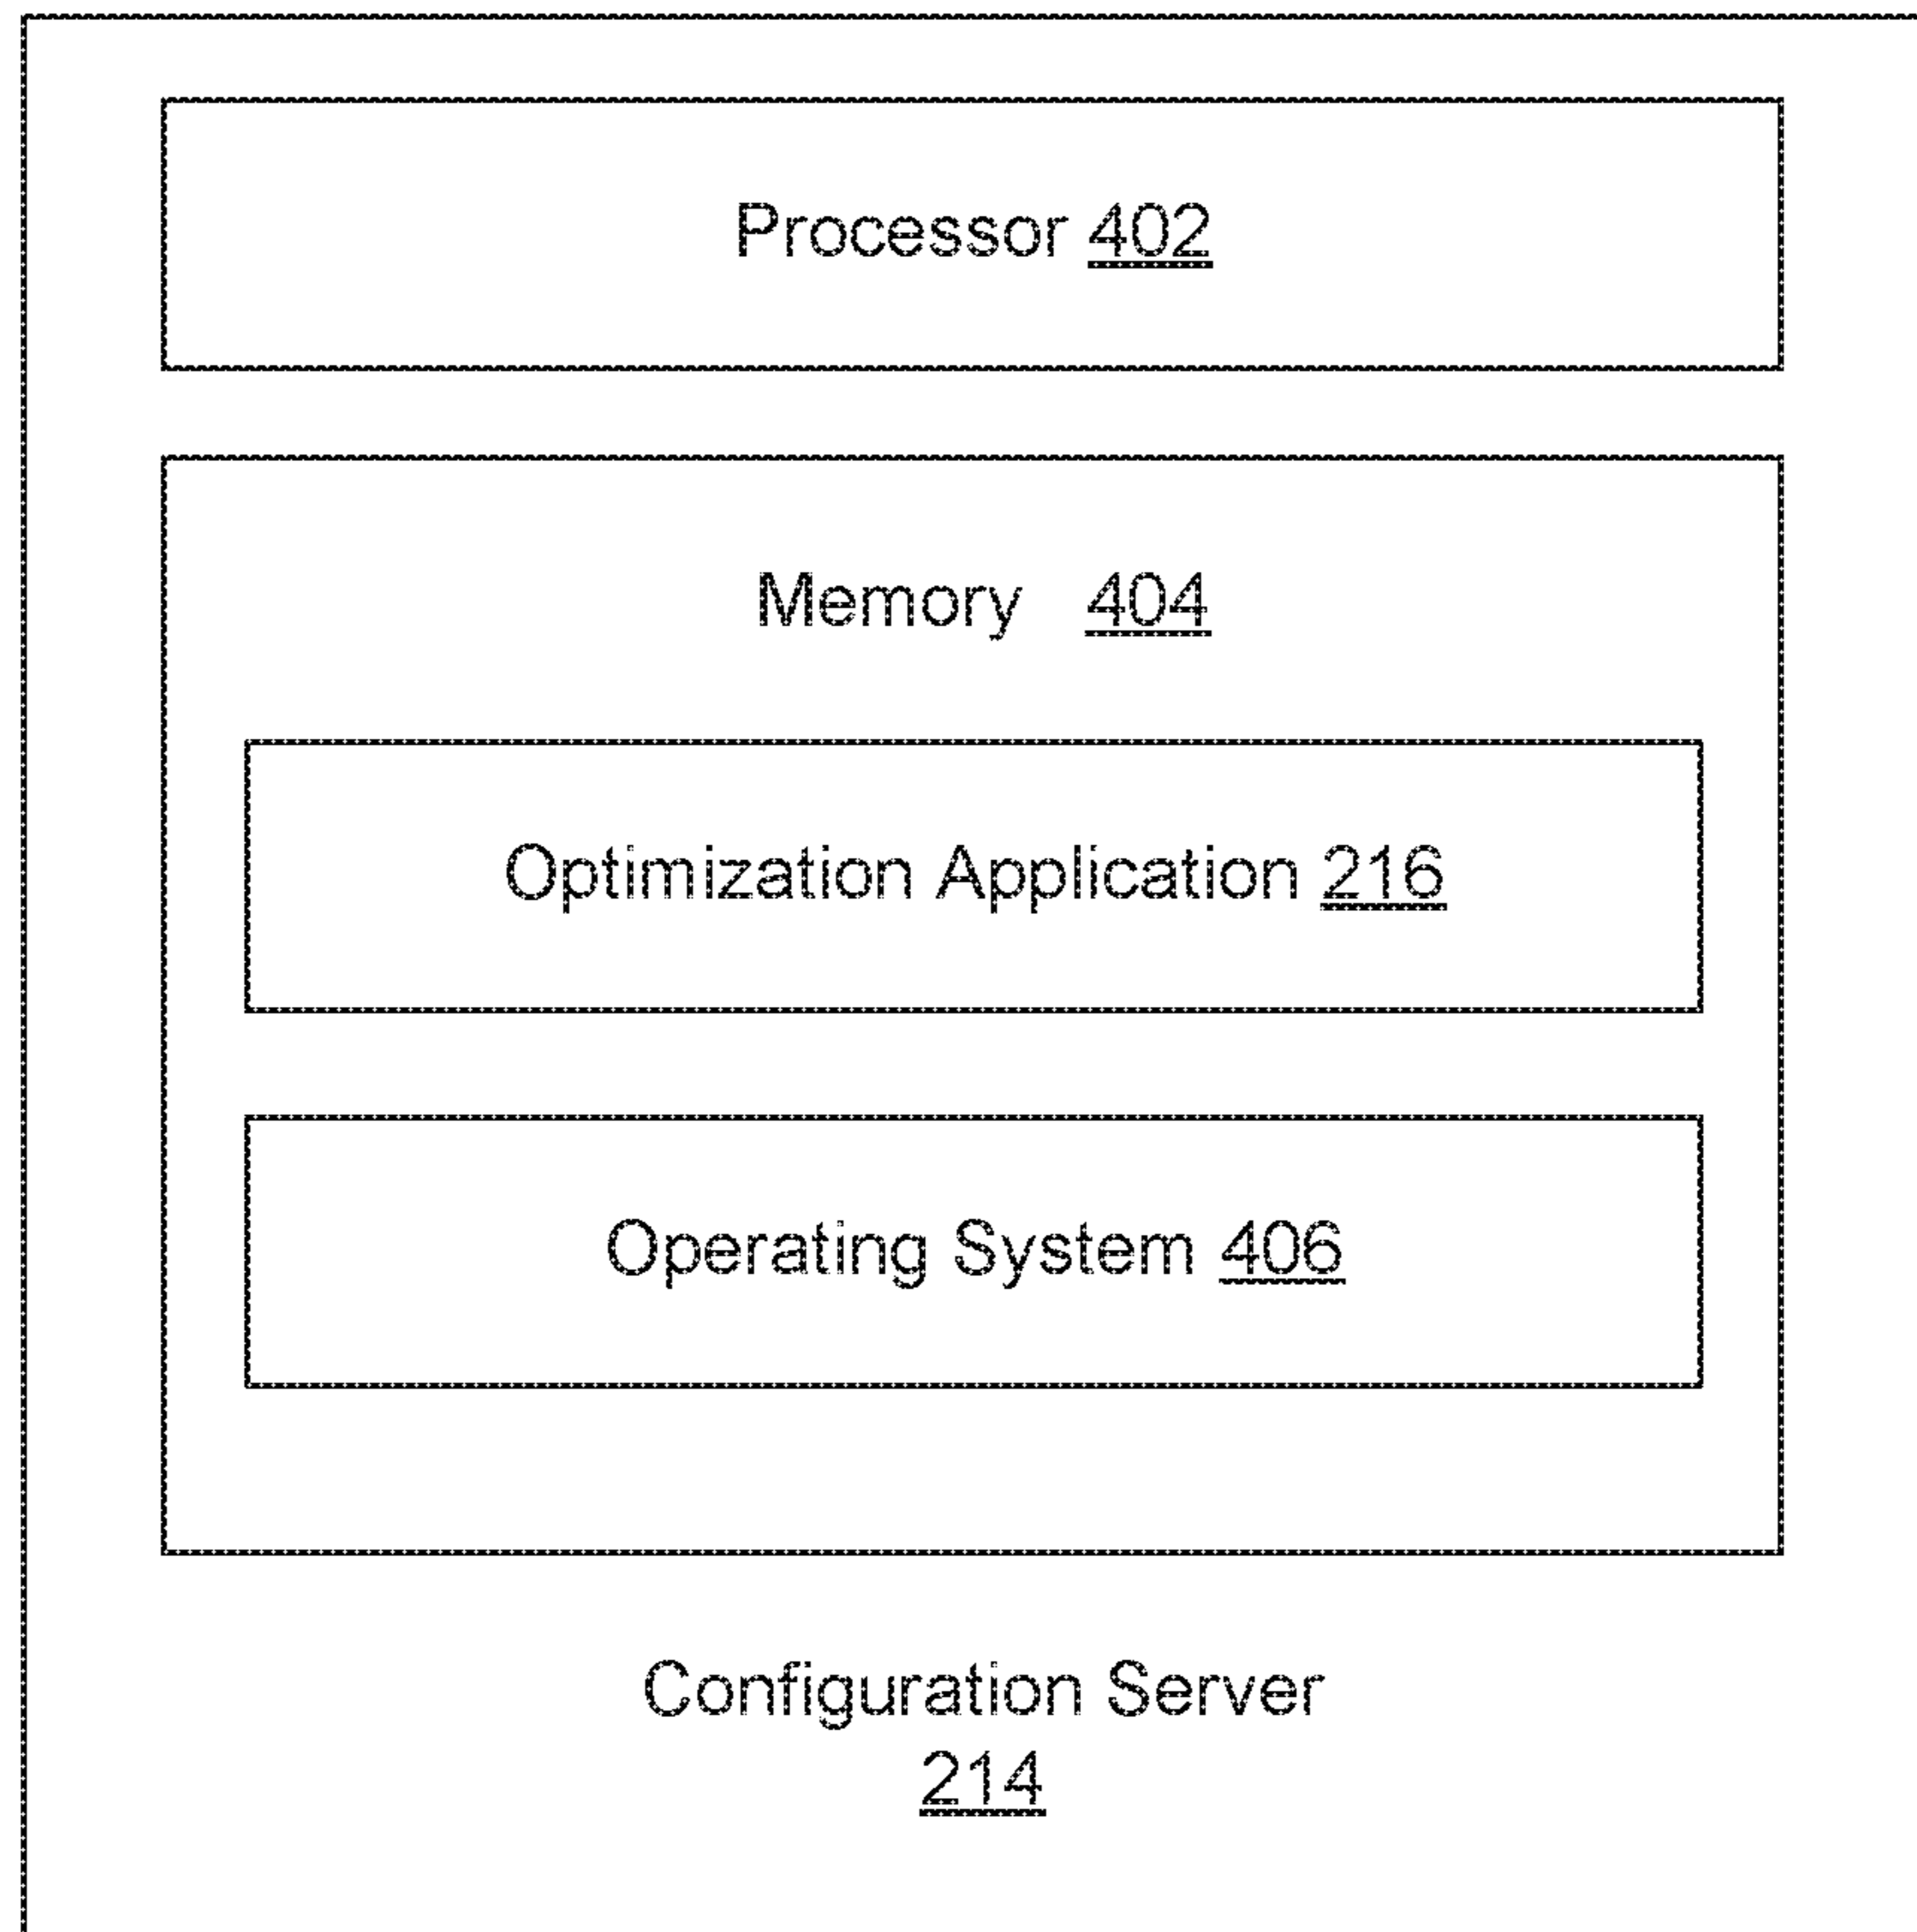 Processor 402
Memory 404
Optimization Application 216
Operating System 406
Configuration Server
214